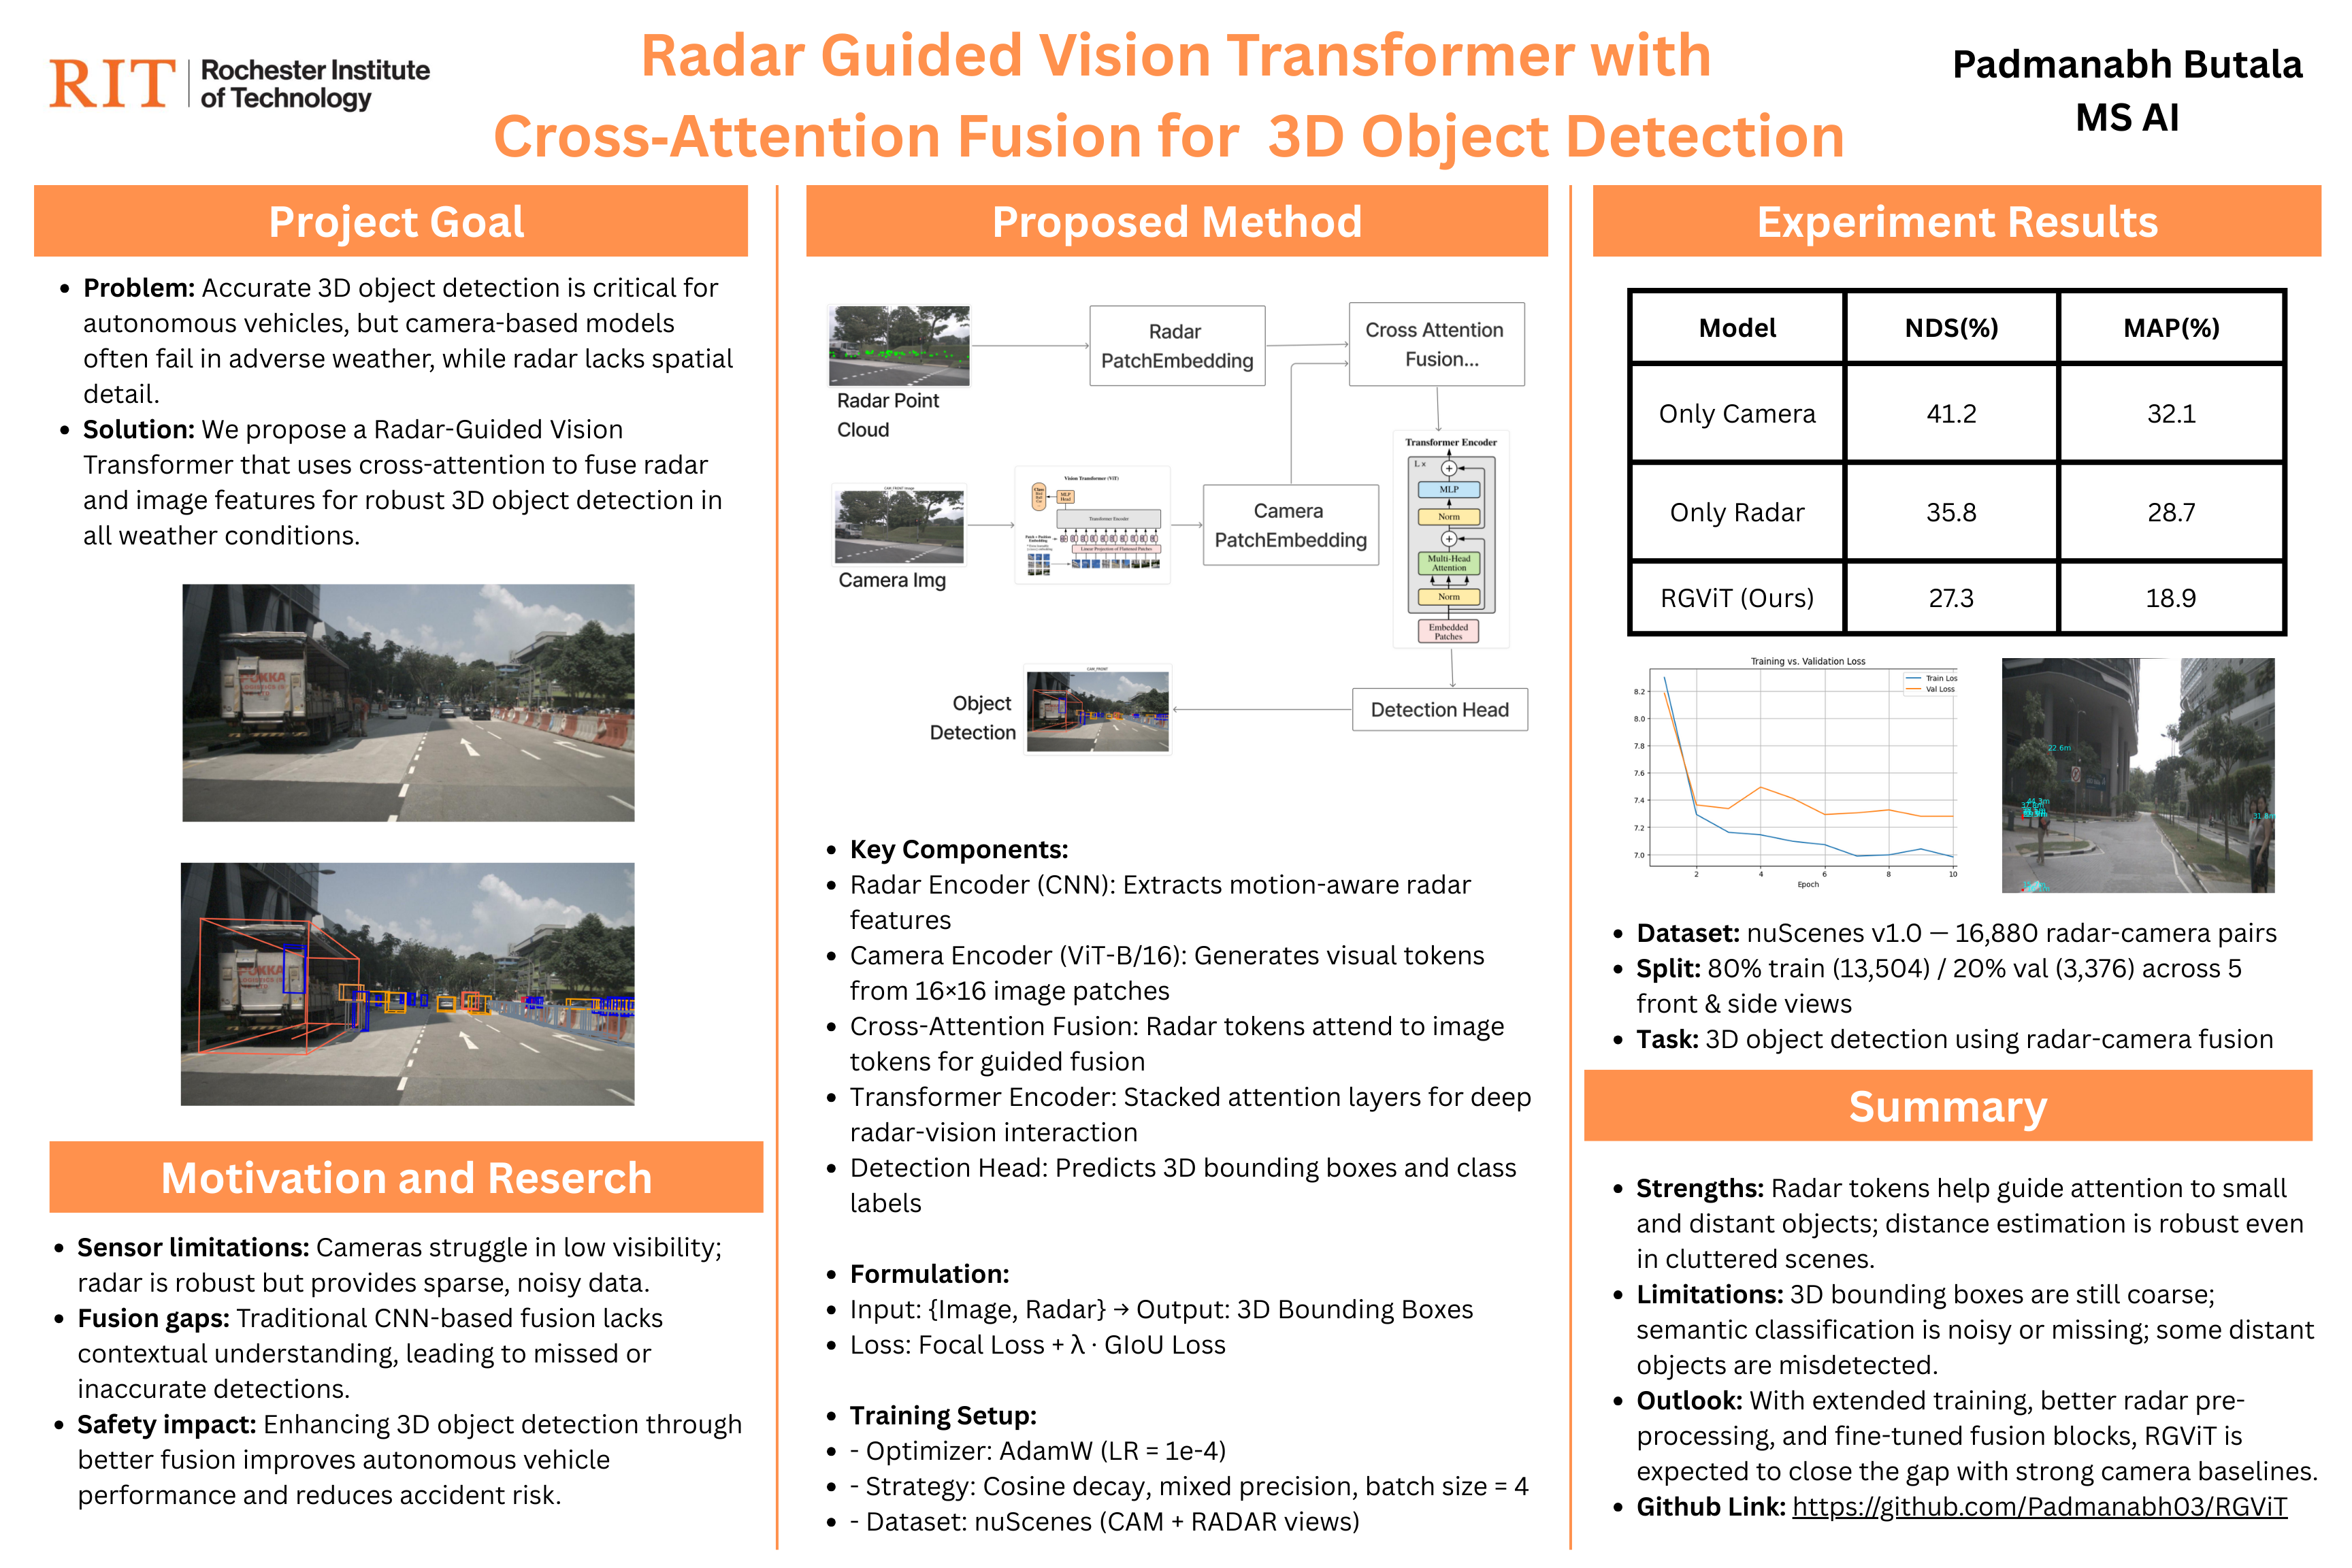 RIT | Rochester Institute
of Technology
Radar Guided Vision Transformer with
Cross-Attention Fusion for 3D Object Detection
Padmanabh Butala
MS AI
Project Goal
• Problem: Accurate 3D object detection is critical for
autonomous vehicles, but camera-based models
often fail in adverse weather, while radar lacks spatial
detail.
• Solution: We propose a Radar-Guided Vision
Transformer that uses cross-attention to fuse radar
and image features for robust 3D object detection in
all weather conditions.
Motivation and Reserch
• Sensor limitations: Cameras struggle in low visibility;
radar is robust but provides sparse, noisy data.
• Fusion gaps: Traditional CNN-based fusion lacks
contextual understanding, leading to missed or
inaccurate detections.
• Safety impact: Enhancing 3D object detection through
better fusion improves autonomous vehicle
performance and reduces accident risk.
Proposed Method
Radar Point
Cloud
Radar
PatchEmbedding
Cross Attention
Fusion...
Camera Img
Vision Transformer (ViT)
MLP
Head
Transformer Encoder
Linear Projection of Flattened Patches
Camera
PatchEmbedding
Transformer Encoder
L x
MLP
Norm
Multi-Head
Attention
Norm
Embedded
Patches
Object
Detection
CAM_FRONT
Detection Head
• Key Components:
• Radar Encoder (CNN): Extracts motion-aware radar
features
• Camera Encoder (ViT-B/16): Generates visual tokens
from 16×16 image patches
• Cross-Attention Fusion: Radar tokens attend to image
tokens for guided fusion
• Transformer Encoder: Stacked attention layers for deep
radar-vision interaction
• Detection Head: Predicts 3D bounding boxes and class
labels
• Formulation:
• Input: {Image, Radar} → Output: 3D Bounding Boxes
• Loss: Focal Loss + λ · GIoU Loss
• Training Setup:
• - Optimizer: AdamW (LR = 1e-4)
• - Strategy: Cosine decay, mixed precision, batch size = 4
• - Dataset: nuScenes (CAM + RADAR views)
Experiment Results
Model NDS(%) MAP(%)
Only Camera 41.2 32.1
Only Radar 35.8 28.7
RGViT (Ours) 27.3 18.9
Training vs. Validation Loss
Train Los
Val Loss
8.2
8.0
7.8
7.6
7.4
7.2
7.0
2 4 6 8 10
Epoch
22.6m
• Dataset: nuScenes v1.0 — 16,880 radar-camera pairs
• Split: 80% train (13,504) / 20% val (3,376) across 5
front & side views
• Task: 3D object detection using radar-camera fusion
Summary
• Strengths: Radar tokens help guide attention to small
and distant objects; distance estimation is robust even
in cluttered scenes.
• Limitations: 3D bounding boxes are still coarse;
semantic classification is noisy or missing; some distant
objects are misdetected.
• Outlook: With extended training, better radar pre-
processing, and fine-tuned fusion blocks, RGViT is
expected to close the gap with strong camera baselines.
• Github Link: https://github.com/Padmanabh03/RGViT